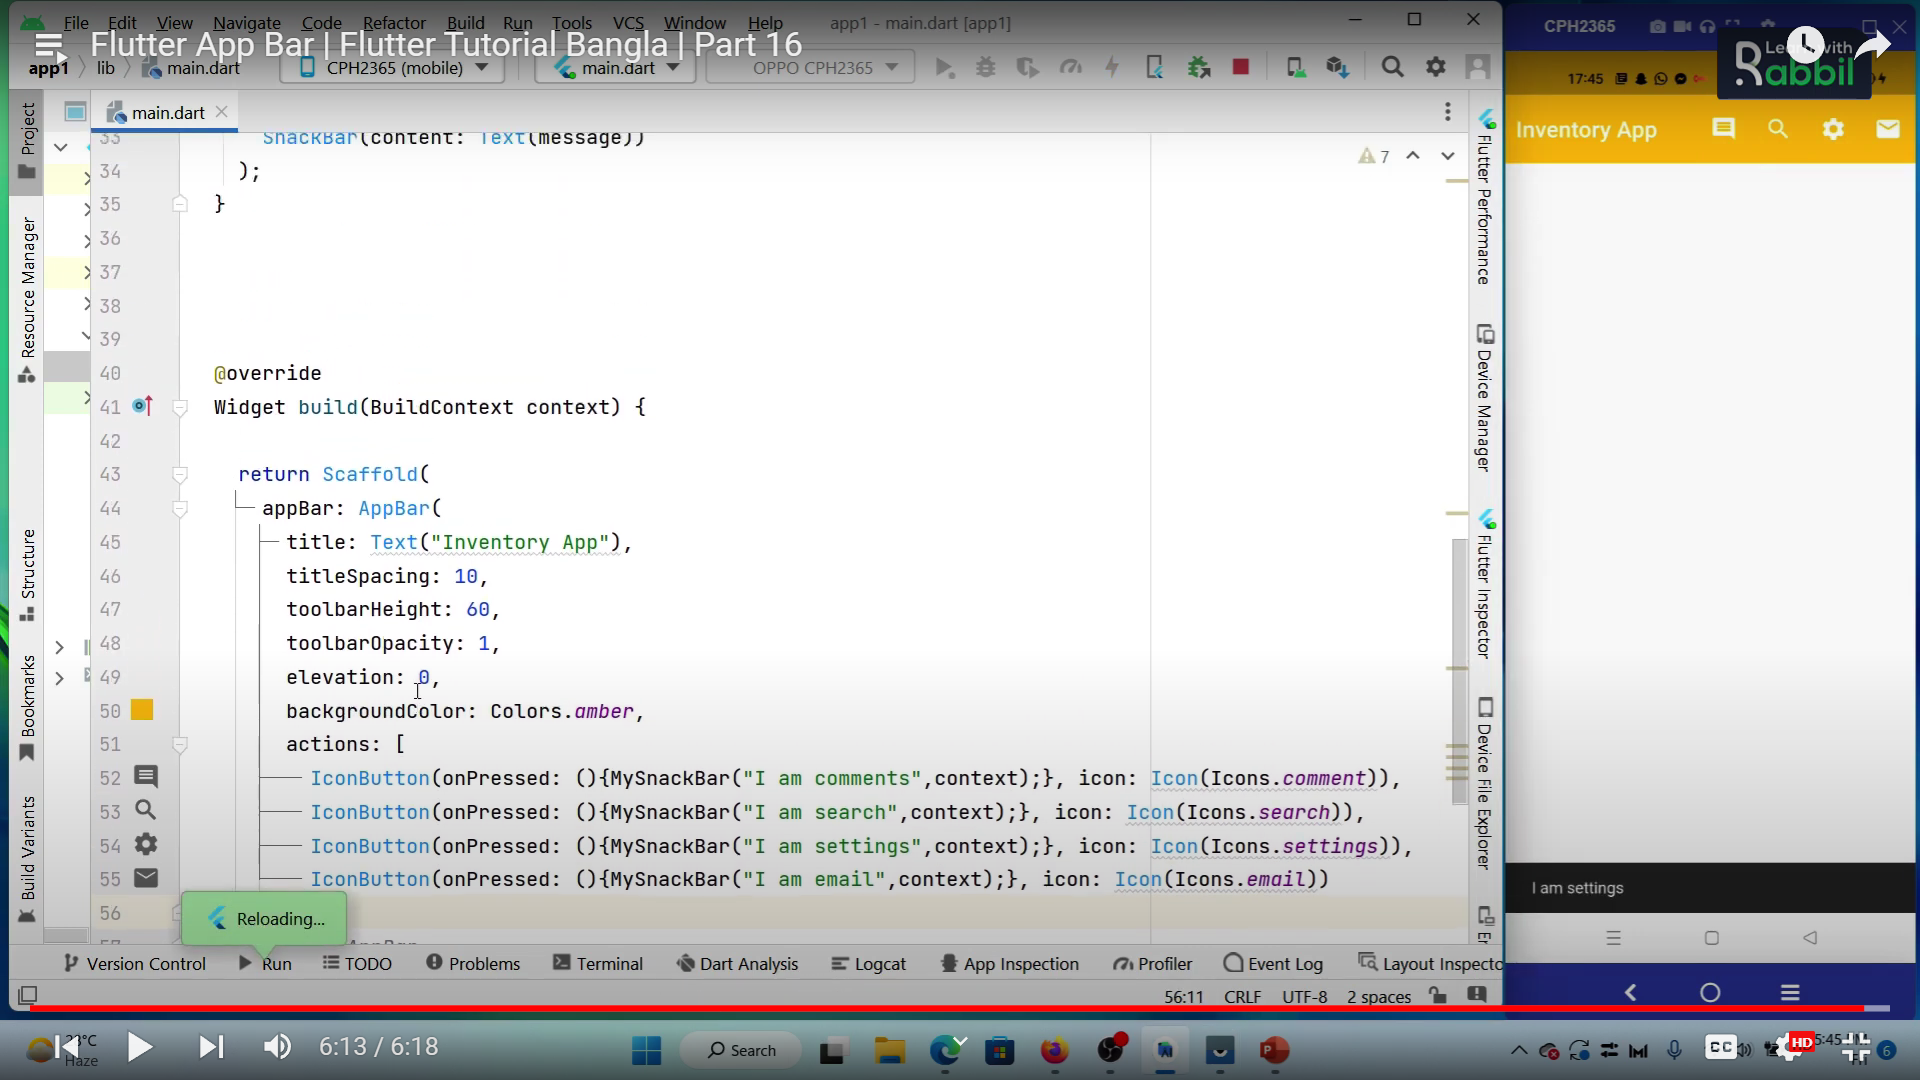 File Edit View Navigate Code Refactor Build Run Tools VCS Window Help app1 - main.dart [app1]
Flutter App Bar | Flutter Tutorial Bangla | Part 16
app1 lib main.dart CPH2365 (mobile) main.dart OPPO CPH2365
main.dart
33 SnackBar(content: Text(message))
34 );
35 }
36
37
38
39
40 @override
41 Widget build(BuildContext context) {
42
43 return Scaffold(
44 appBar: AppBar(
45 title: Text("Inventory App"),
46 titleSpacing: 10,
47 toolbarHeight: 60,
48 toolbarOpacity: 1,
49 elevation: 0,
50 backgroundColor: Colors.amber,
51 actions: [
52 IconButton(onPressed: (){MySnackBar("I am comments",context);}, icon: Icon(Icons.comment)),
53 IconButton(onPressed: (){MySnackBar("I am search",context);}, icon: Icon(Icons.search)),
54 IconButton(onPressed: (){MySnackBar("I am settings",context);}, icon: Icon(Icons.settings)),
55 IconButton(onPressed: (){MySnackBar("I am email",context);}, icon: Icon(Icons.email))
56
Reloading...
7
Project
Resource Manager
Structure
Bookmarks
Build Variants
Flutter Performance
Device Manager
Flutter Inspector
Device File Explorer
Version Control Run TODO Problems Terminal Dart Analysis Logcat App Inspection Profiler Event Log Layout Inspecto
56:11 CRLF UTF-8 2 spaces
CPH2365
Learn with
Rabbil
17:45
Inventory App
I am settings
6:13 / 6:18
Haze
Search
CC
HD
6